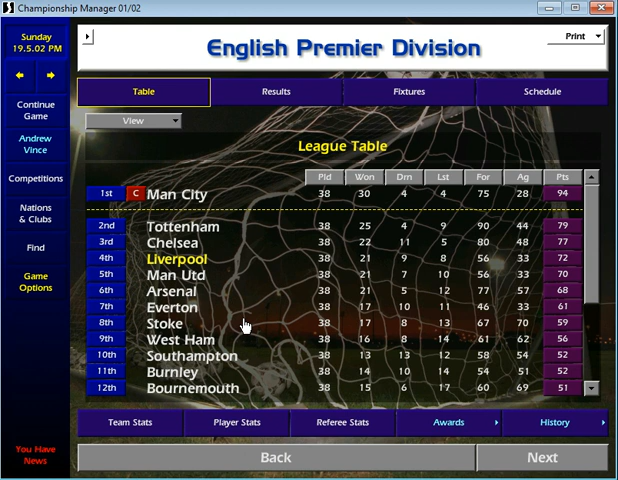 Championship Manager 01/02
Sunday
19.5.02 PM
Continue
Game
Andrew
Vince
Competitions
Nations
& Clubs
Find
Game
Options
You Have
News
English Premier Division
Print
Table Results Fixtures Schedule
View
League Table
Pld Won Drn Lst For Ag Pts
1st C Man City 38 30 4 4 75 28 94
2nd Tottenham 38 25 4 9 90 44 79
3rd Chelsea 38 22 11 5 80 48 77
4th Liverpool 38 21 9 8 56 33 72
5th Man Utd 38 21 7 10 56 33 70
6th Arsenal 38 21 5 12 77 57 68
7th Everton 38 17 10 11 46 33 61
8th Stoke 38 17 8 13 67 70 59
9th West Ham 38 16 8 14 61 62 56
10th Southampton 38 13 13 12 58 54 52
11th Burnley 38 14 10 14 54 51 52
12th Bournemouth 38 15 6 17 60 69 51
Team Stats Player Stats Referee Stats Awards History
Back Next